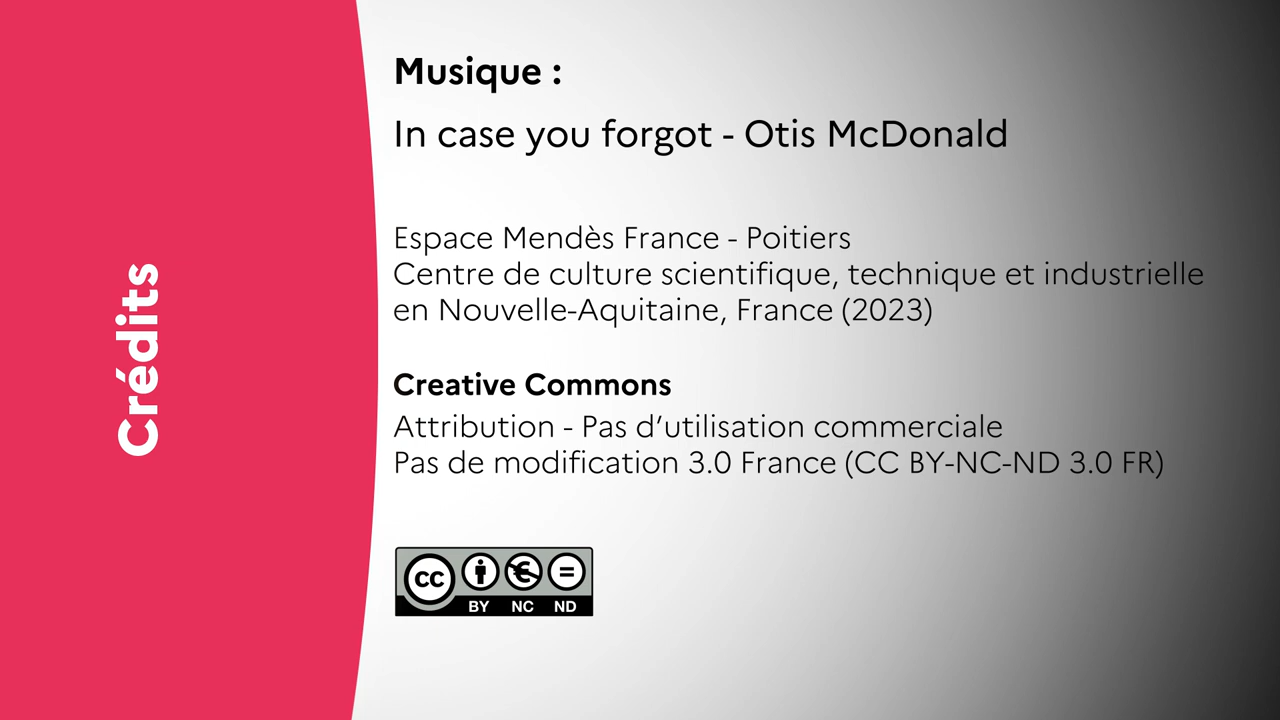 Crédits
Musique :
In case you forgot - Otis McDonald
Espace Mendès France - Poitiers
Centre de culture scientifique, technique et industrielle
en Nouvelle-Aquitaine, France (2023)
Creative Commons
Attribution - Pas d’utilisation commerciale
Pas de modification 3.0 France (CC BY-NC-ND 3.0 FR)
CC
BY NC ND